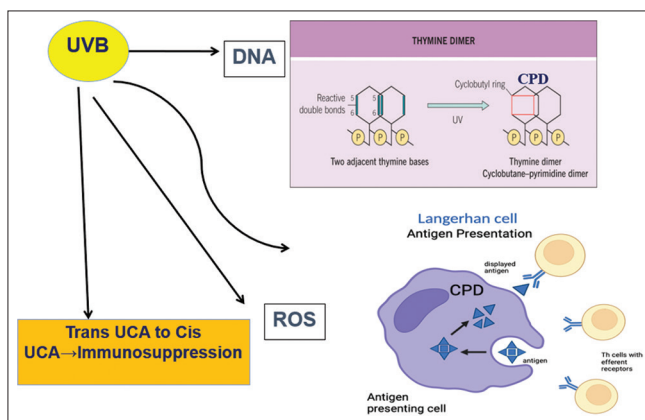 UVB
DNA
THYMINE DIMER
Cyclobutyl ring
CPD
Reactive
double bonds
5
6
5
6
UV
P
P
P
P
P
P
Two adjacent thymine bases
Thymine dimer
Cyclobutane–pyrimidine dimer
Langerhan cell
Antigen Presentation
displayed
antigen
CPD
ROS
Trans UCA to Cis
UCA→Immunosuppression
antigen
Th cells with
efferent
receptors
Antigen
presenting cell